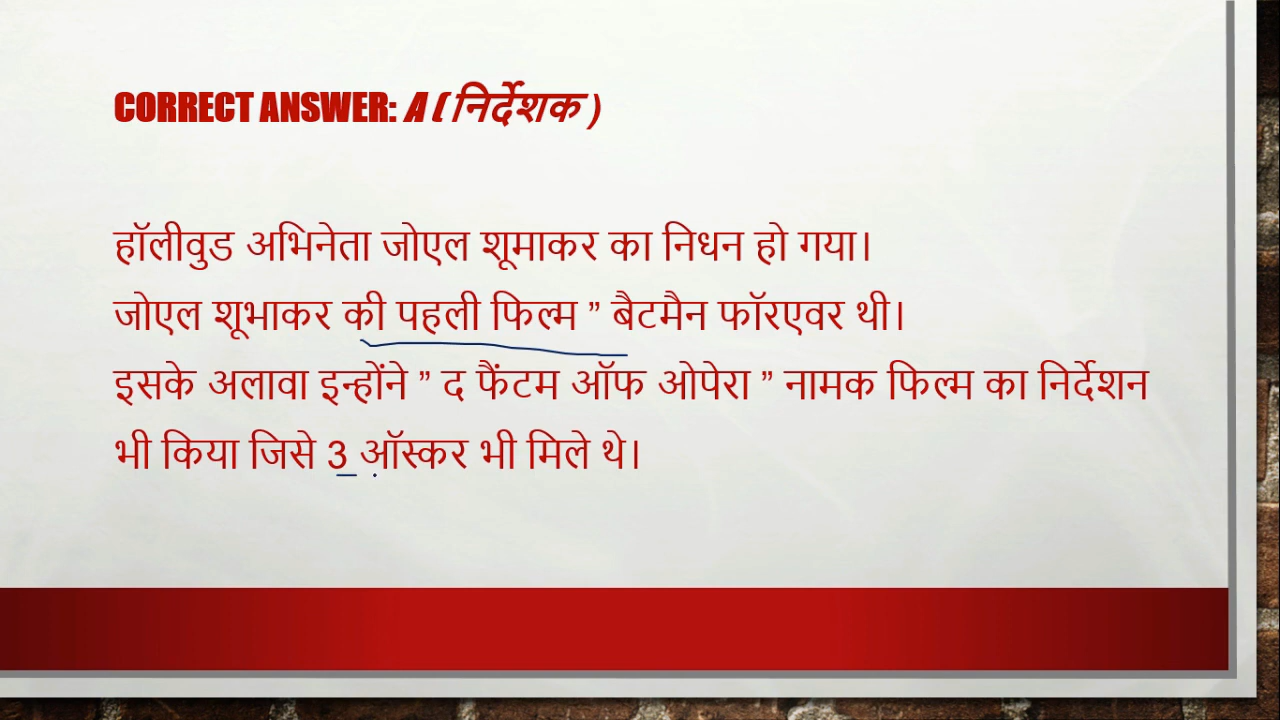 CORRECT ANSWER: A ( निर्देशक )
हॉलीवुड अभिनेता जोएल शूमाकर का निधन हो गया।
जोएल शूभाकर की पहली फिल्म ” बैटमैन फॉरएवर थी।
इसके अलावा इन्होंने ” द फैंटम ऑफ ओपेरा ” नामक फिल्म का निर्देशन
भी किया जिसे 3 ऑस्कर भी मिले थे।